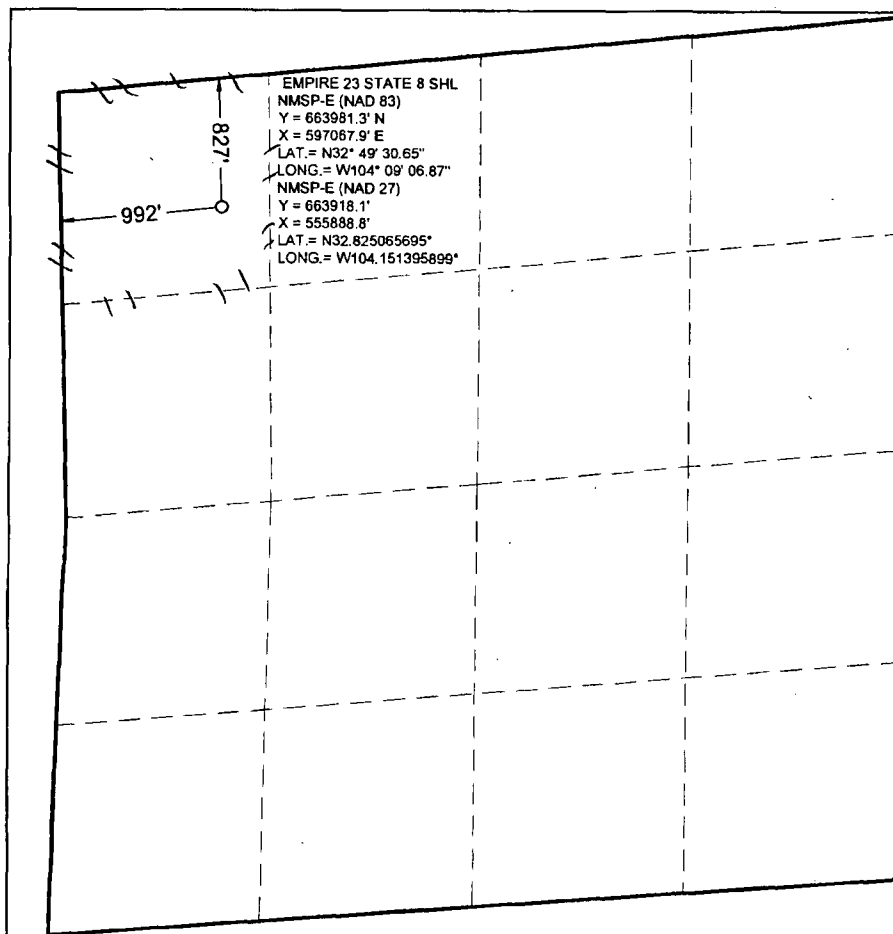 EMPIRE 23 STATE 8 SHL
NMSP-E (NAD 83)
Y = 663981.3' N
X = 597067.9' E
LAT.= N32° 49' 30.65"
LONG.= W104° 09' 06.87"
NMSP-E (NAD 27)
Y = 663918.1'
X = 555888.8'
LAT.= N32.825065695°
LONG.= W104.151395899°
827'
992'